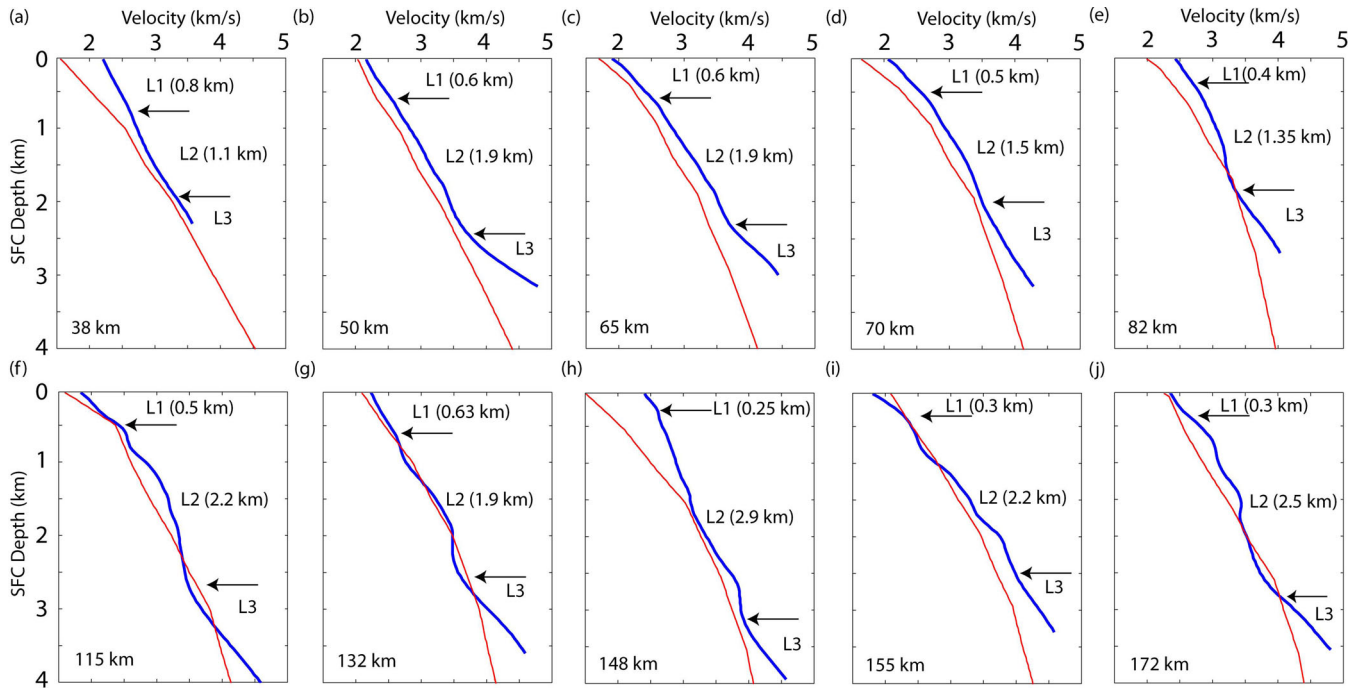 (a) Velocity (km/s) (b) Velocity (km/s) (c) Velocity (km/s) (d) Velocity (km/s) (e) Velocity (km/s)
2 3 4 5 2 3 4 5 2 3 4 5 2 3 4 5 2 3 4 5
0
1
2
3
4
SFC Depth (km)
L1 (0.8 km)
L2 (1.1 km)
L3
38 km
L1 (0.6 km)
L2 (1.9 km)
L3
50 km
L1 (0.6 km)
L2 (1.9 km)
L3
65 km
L1 (0.5 km)
L2 (1.5 km)
L3
70 km
L1(0.4 km)
L2 (1.35 km)
L3
82 km
(f) (g) (h) (i) (j)
0
1
2
3
4
SFC Depth (km)
L1 (0.5 km)
L2 (2.2 km)
L3
115 km
L1 (0.63 km)
L2 (1.9 km)
L3
132 km
L1 (0.25 km)
L2 (2.9 km)
L3
148 km
L1 (0.3 km)
L2 (2.2 km)
L3
155 km
L1 (0.3 km)
L2 (2.5 km)
L3
172 km